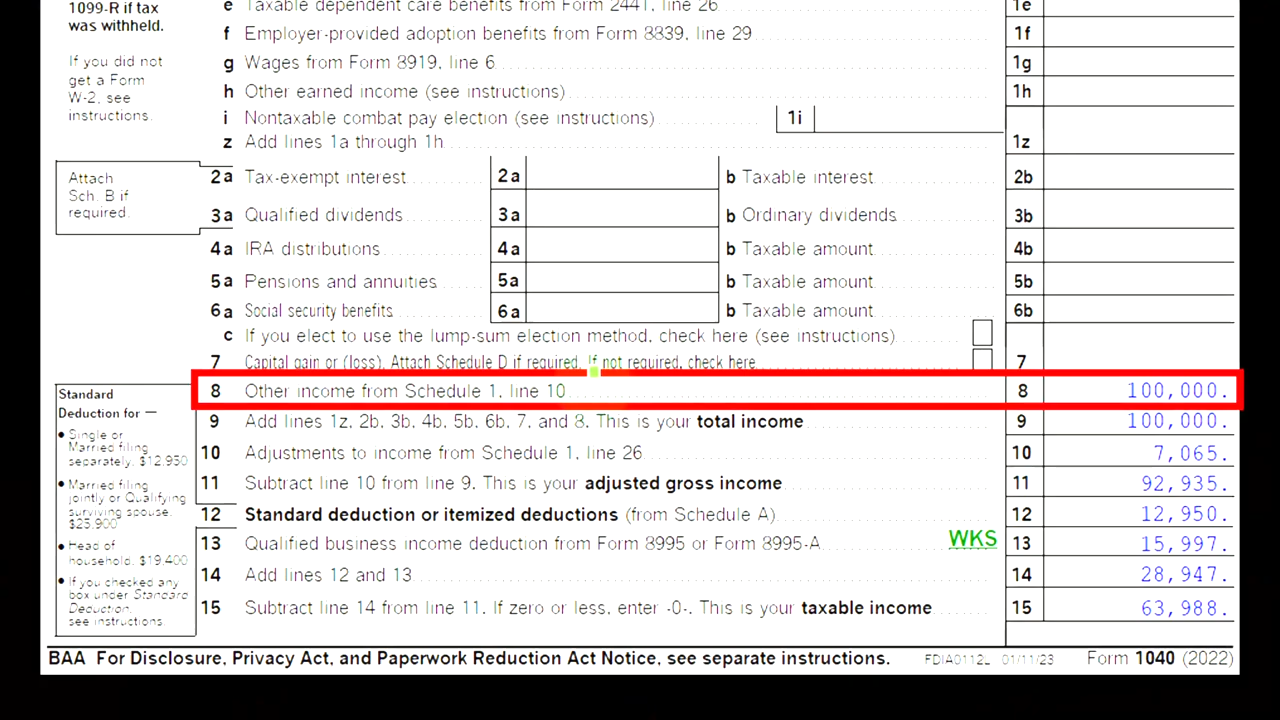 1099-R if tax
was withheld.
If you did not
get a Form
W-2, see
instructions.
e Taxable dependent care benefits from Form 2441, line 26 1e
f Employer-provided adoption benefits from Form 8839, line 29 1f
g Wages from Form 8919, line 6 1g
h Other earned income (see instructions) 1h
i Nontaxable combat pay election (see instructions) 1i
z Add lines 1a through 1h 1z
Attach
Sch. B if
required.
2a Tax-exempt interest 2a b Taxable interest 2b
3a Qualified dividends 3a b Ordinary dividends 3b
4a IRA distributions 4a b Taxable amount 4b
5a Pensions and annuities 5a b Taxable amount 5b
6a Social security benefits 6a b Taxable amount 6b
c If you elect to use the lump-sum election method, check here (see instructions)
7 Capital gain or (loss). Attach Schedule D if required. If not required, check here 7
8 Other income from Schedule 1, line 10 8 100,000.
9 Add lines 1z, 2b, 3b, 4b, 5b, 6b, 7, and 8. This is your total income 9 100,000.
10 Adjustments to income from Schedule 1, line 26 10 7,065.
11 Subtract line 10 from line 9. This is your adjusted gross income 11 92,935.
12 Standard deduction or itemized deductions (from Schedule A) 12 12,950.
13 Qualified business income deduction from Form 8995 or Form 8995-A WKS 13 15,997.
14 Add lines 12 and 13 14 28,947.
15 Subtract line 14 from line 11. If zero or less, enter -0-. This is your taxable income 15 63,988.
Standard
Deduction for —
• Single or
Married filing
separately, $12,950
• Married filing
jointly or Qualifying
surviving spouse,
$25,900
• Head of
household, $19,400
• If you checked any
box under Standard
Deduction,
see instructions.
BAA For Disclosure, Privacy Act, and Paperwork Reduction Act Notice, see separate instructions. FDIA0112L 01/11/23 Form 1040 (2022)